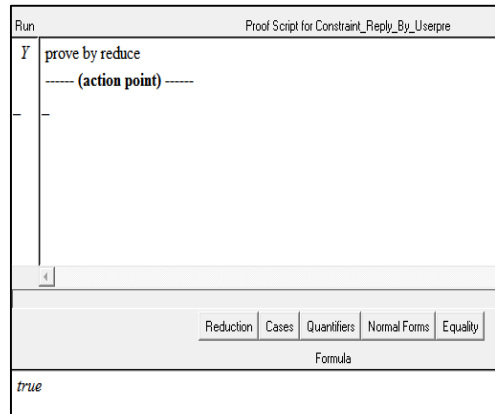 Run Proof Script for Constraint_Reply_By_Userpre
Y prove by reduce
------ (action point) ------
Reduction Cases Quantifiers Normal Forms Equality
Formula
true